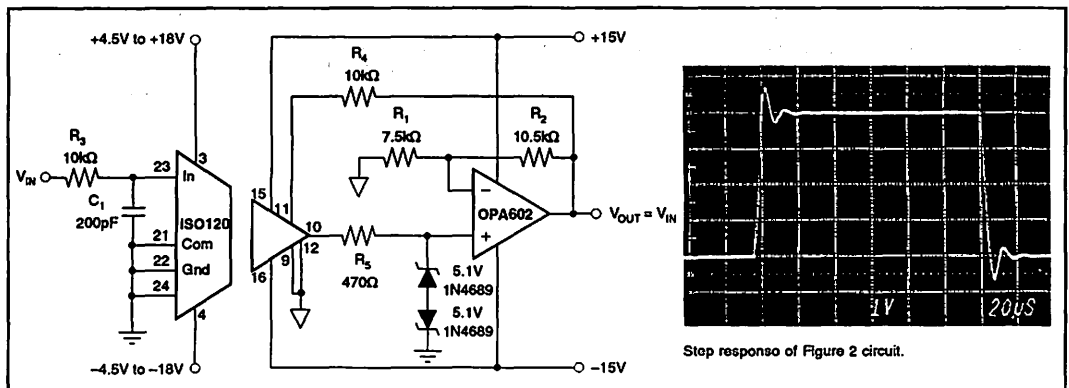 +4.5V to +18V
+15V
R4
10kΩ
R3
10kΩ
R1
7.5kΩ
R2
10.5kΩ
3
23
In
VIN
15
11
–
OPA602
VOUT = VIN
C1
200pF
ISO120
10
12
+
21
Com
22
Gnd
24
9
16
R5
470Ω
5.1V
1N4689
5.1V
1N4689
4
–4.5V to –18V
–15V
1V
20µS
Step responso of Figure 2 circuit.